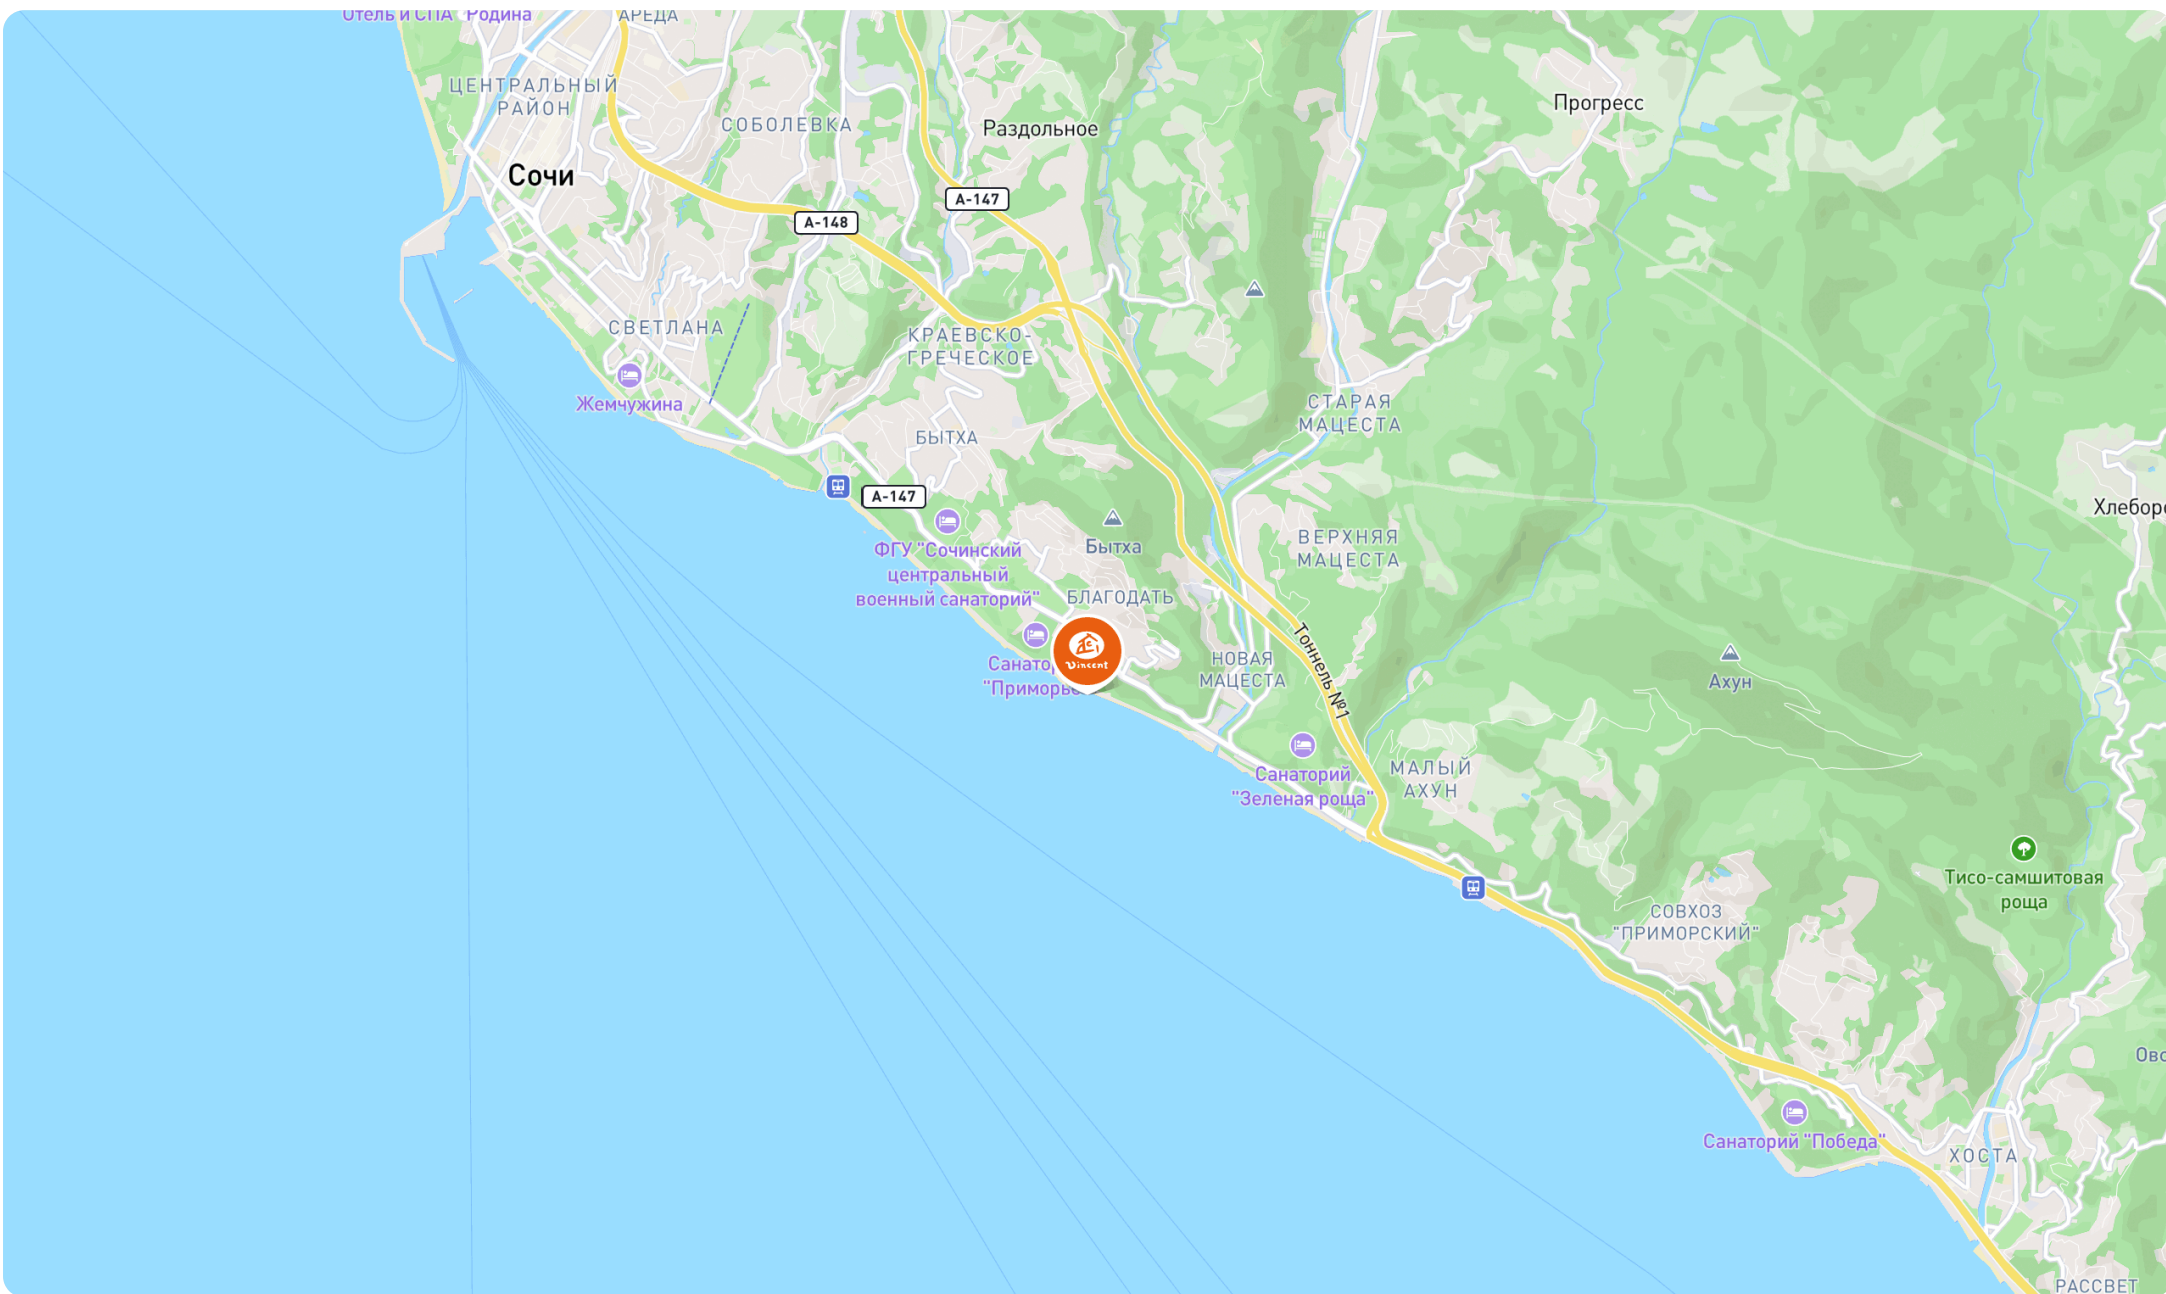 Отель и СПА "Родина
АРЕДА
ЦЕНТРАЛЬНЫЙ
РАЙОН
СОБОЛЕВКА
Раздольное
Прогресс
Сочи
А-147
А-148
СВЕТЛАНА
КРАЕВСКО-
ГРЕЧЕСКОЕ
Жемчужина
СТАРАЯ
МАЦЕСТА
БЫТХА
А-147
Хлеборо
ФГУ "Сочинский
центральный
военный санаторий"
Бытха
ВЕРХНЯЯ
МАЦЕСТА
БЛАГОДАТЬ
Vincent
Санатор
"Приморье
НОВАЯ
МАЦЕСТА
Тоннель №1
Ахун
Санаторий
"Зеленая роща"
МАЛЫЙ
АХУН
Тисо-самшитовая
роща
СОВХОЗ
"ПРИМОРСКИЙ"
Ово
Санаторий "Победа"
ХОСТА
РАССВЕТ